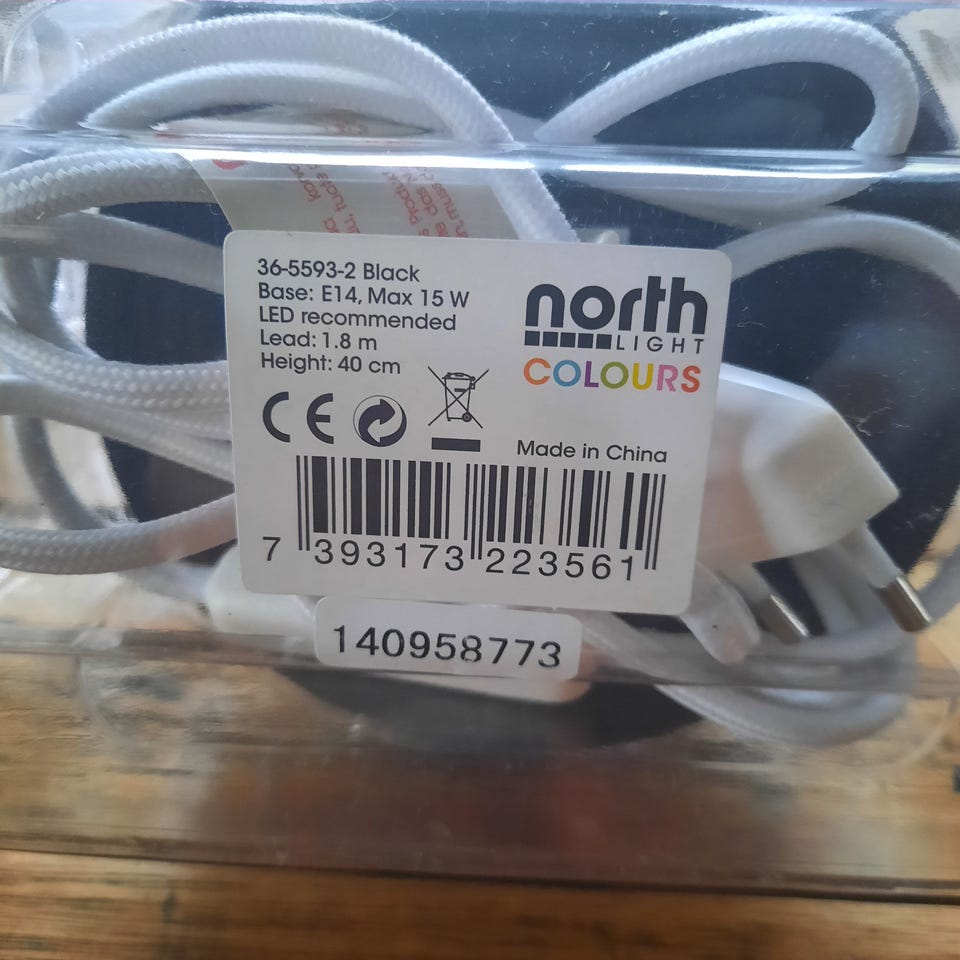 36-5593-2 Black
Base: E14, Max 15 W
LED recommended
Lead: 1.8 m
Height: 40 cm
north
LIGHT
COLOURS
CE
Made in China
7 393173 223561
140958773